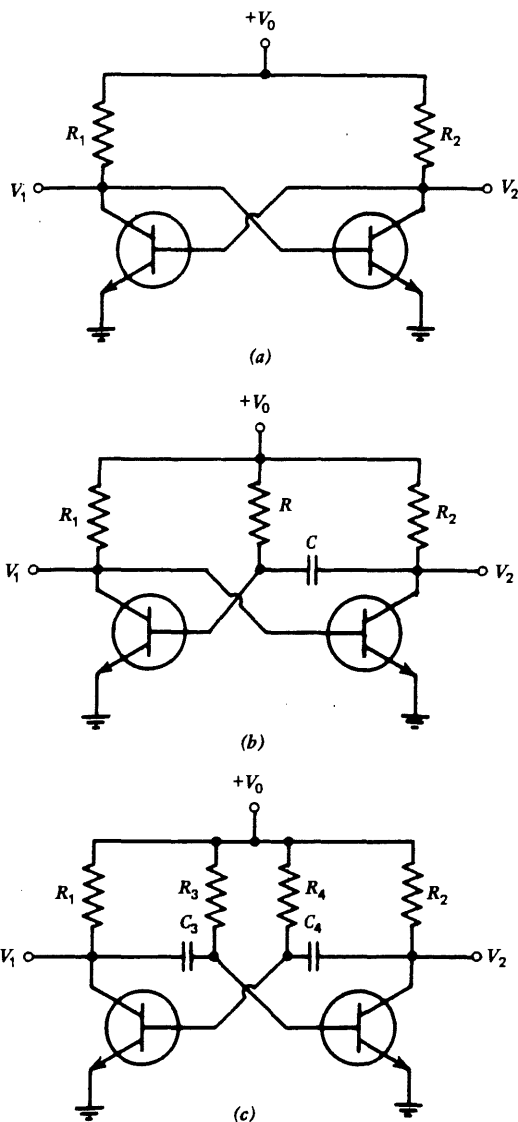 +V₀
R₁
R₂
V₁
V₂
(a)
+V₀
R₁
R
R₂
C
V₁
V₂
(b)
+V₀
R₁
R₃
R₄
R₂
C₃
C₄
V₁
V₂
(c)